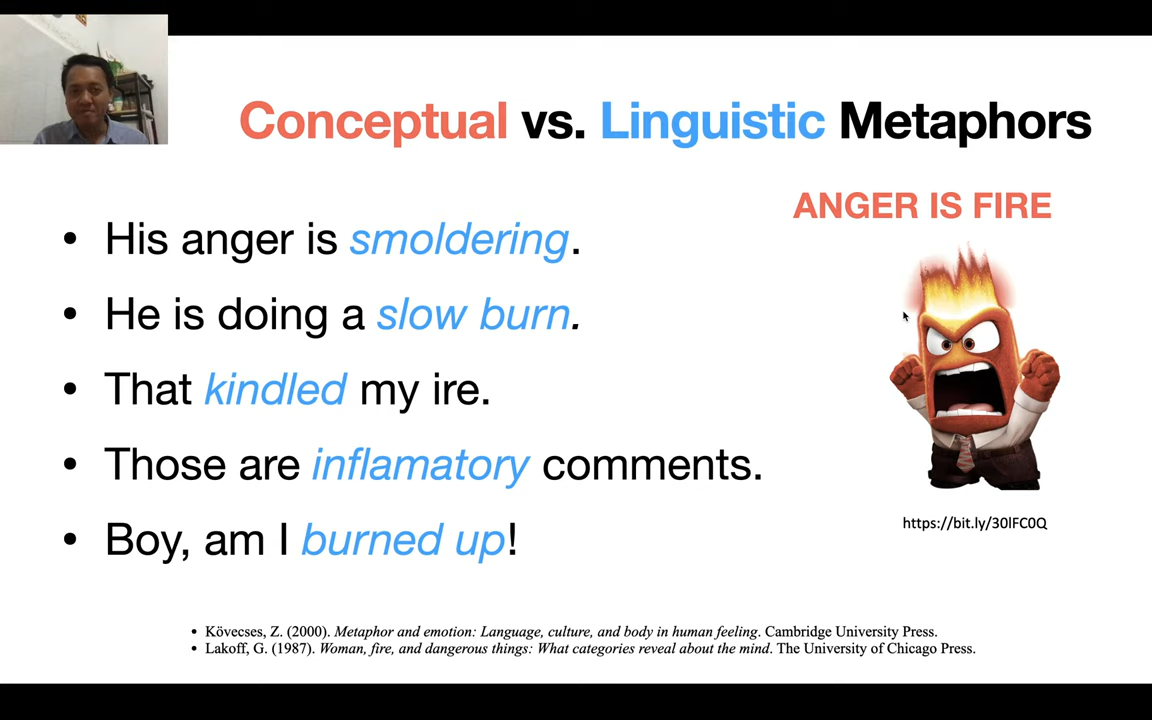 Conceptual vs. Linguistic Metaphors
ANGER IS FIRE
• His anger is smoldering.
• He is doing a slow burn.
• That kindled my ire.
• Those are inflamatory comments.
• Boy, am I burned up!
https://bit.ly/30lFC0Q
• Kövecses, Z. (2000). Metaphor and emotion: Language, culture, and body in human feeling. Cambridge University Press.
• Lakoff, G. (1987). Woman, fire, and dangerous things: What categories reveal about the mind. The University of Chicago Press.